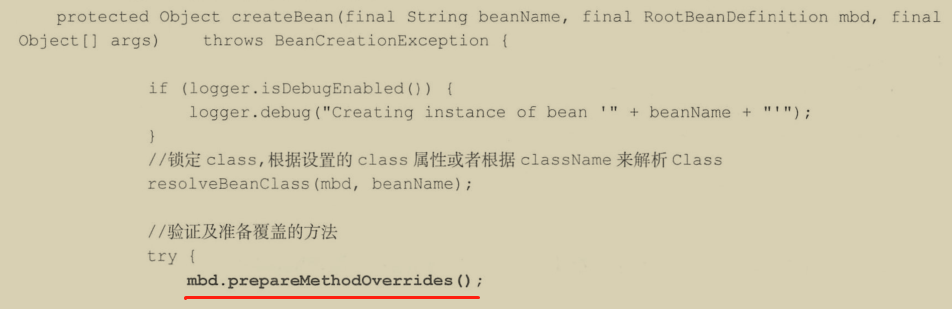 protected Object createBean(final String beanName, final RootBeanDefinition mbd, final
Object[] args)    throws BeanCreationException {
if (logger.isDebugEnabled()) {
logger.debug("Creating instance of bean '" + beanName + "'");
}
//锁定 class,根据设置的 class 属性或者根据 className 来解析 Class
resolveBeanClass(mbd, beanName);
//验证及准备覆盖的方法
try {
mbd.prepareMethodOverrides();